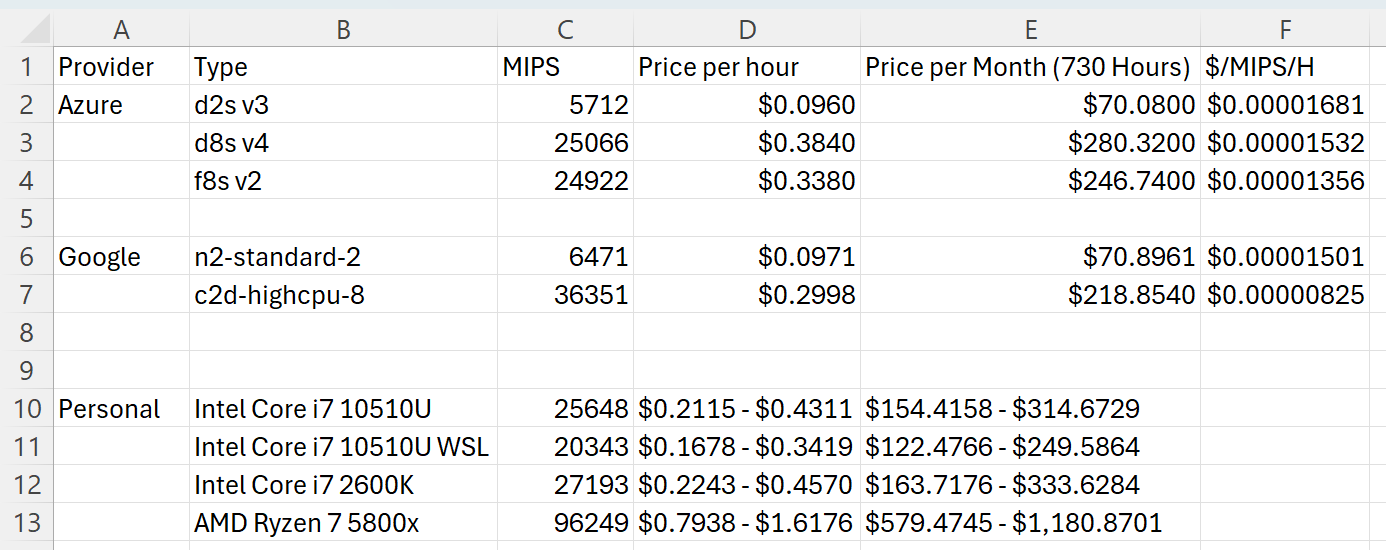 A B C D E F
1 Provider Type MIPS Price per hour Price per Month (730 Hours) $/MIPS/H
2 Azure d2s v3 5712 $0.0960 $70.0800 $0.00001681
3 d8s v4 25066 $0.3840 $280.3200 $0.00001532
4 f8s v2 24922 $0.3380 $246.7400 $0.00001356
5
6 Google n2-standard-2 6471 $0.0971 $70.8961 $0.00001501
7 c2d-highcpu-8 36351 $0.2998 $218.8540 $0.00000825
8
9
10 Personal Intel Core i7 10510U 25648 $0.2115 - $0.4311 $154.4158 - $314.6729
11 Intel Core i7 10510U WSL 20343 $0.1678 - $0.3419 $122.4766 - $249.5864
12 Intel Core i7 2600K 27193 $0.2243 - $0.4570 $163.7176 - $333.6284
13 AMD Ryzen 7 5800x 96249 $0.7938 - $1.6176 $579.4745 - $1,180.8701